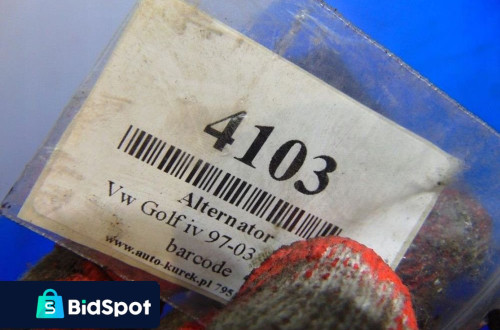 4103
Alternator
Vw Golf iv 97-03
barcode
www.auto-kurek.pl 795
BidSpot